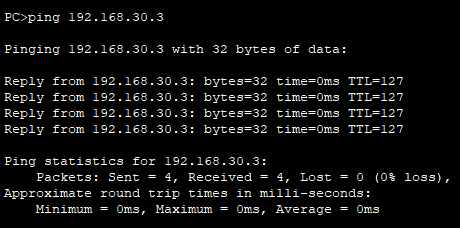 PC>ping 192.168.30.3
Pinging 192.168.30.3 with 32 bytes of data:
Reply from 192.168.30.3: bytes=32 time=0ms TTL=127
Reply from 192.168.30.3: bytes=32 time=0ms TTL=127
Reply from 192.168.30.3: bytes=32 time=0ms TTL=127
Reply from 192.168.30.3: bytes=32 time=0ms TTL=127
Ping statistics for 192.168.30.3:
    Packets: Sent = 4, Received = 4, Lost = 0 (0% loss),
Approximate round trip times in milli-seconds:
    Minimum = 0ms, Maximum = 0ms, Average = 0ms